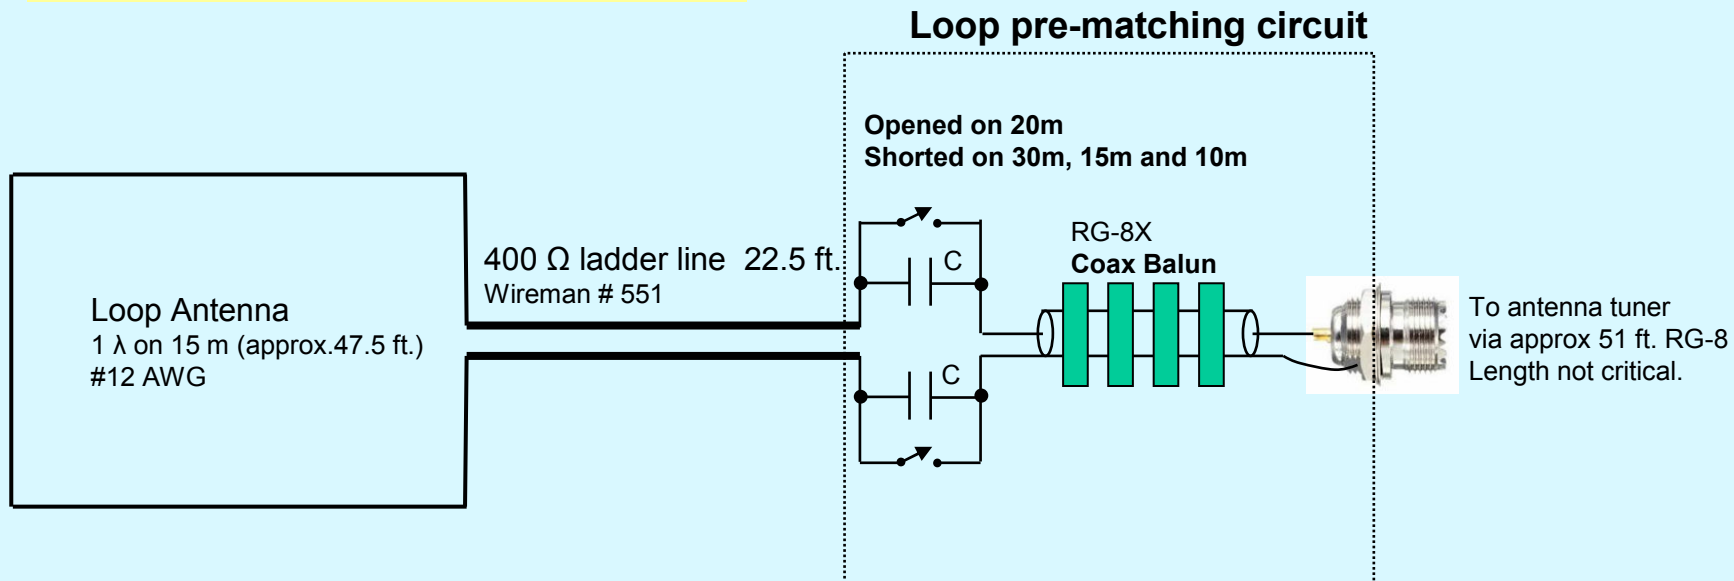 Loop pre-matching circuit
Opened on 20m
Shorted on 30m, 15m and 10m
400 Ω ladder line  22.5 ft.
Wireman # 551
C
RG-8X
Coax Balun
Loop Antenna
1 λ on 15 m (approx.47.5 ft.)
#12 AWG
C
To antenna tuner
via approx 51 ft. RG-8
Length not critical.